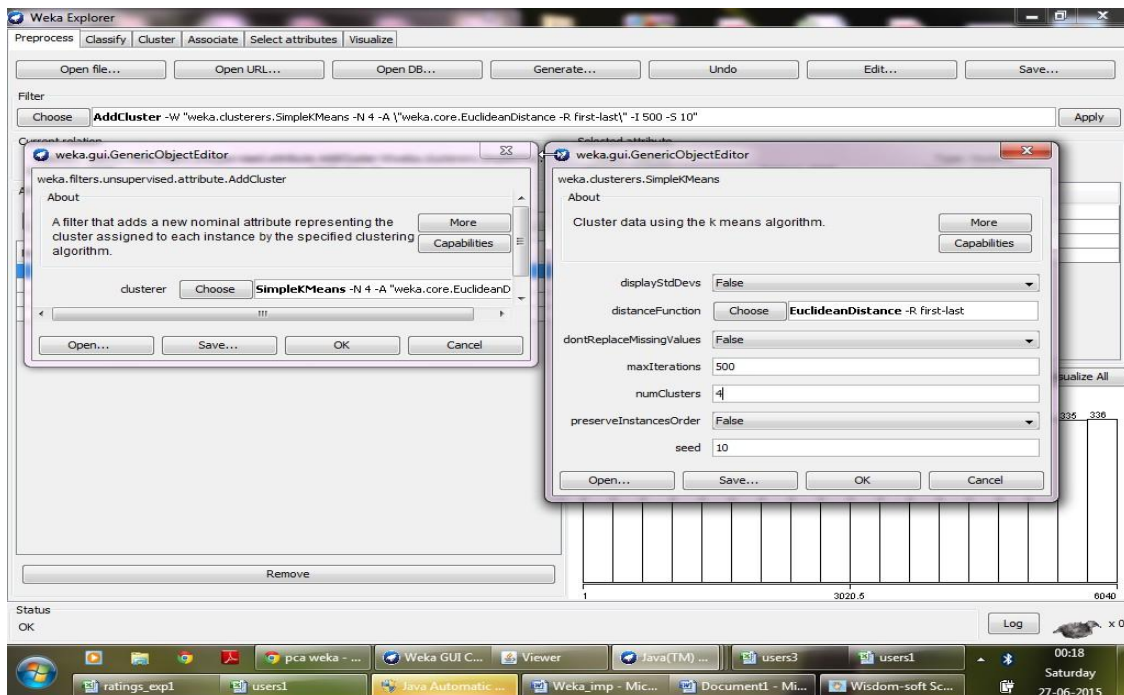 Weka Explorer
Preprocess Classify Cluster Associate Select attributes Visualize
Open file... Open URL... Open DB... Generate... Undo Edit... Save...
Filter
Choose AddCluster -W "weka.clusterers.SimpleKMeans -N 4 -A \"weka.core.EuclideanDistance -R first-last\" -I 500 -S 10" Apply
weka.gui.GenericObjectEditor
weka.filters.unsupervised.attribute.AddCluster
About
A filter that adds a new nominal attribute representing the
cluster assigned to each instance by the specified clustering
algorithm.
More
Capabilities
clusterer Choose SimpleKMeans -N 4 -A "weka.core.EuclideanD
Open... Save... OK Cancel
weka.gui.GenericObjectEditor
weka.clusterers.SimpleKMeans
About
Cluster data using the k means algorithm.
More
Capabilities
displayStdDevs False
distanceFunction Choose EuclideanDistance -R first-last
dontReplaceMissingValues False
maxIterations 500
numClusters 4
preserveInstancesOrder False
seed 10
Open... Save... OK Cancel
sualize All
335 336
Remove
1 3020.5 6040
Status
OK
Log x 0
pca weka - ... Weka GUI C... Viewer Java(TM) ... users3 users1
ratings_exp1 users1 Java Automatic ... Weka_imp - Mic... Document1 - Mi... Wisdom-soft Sc...
00:18
Saturday
27-06-2015